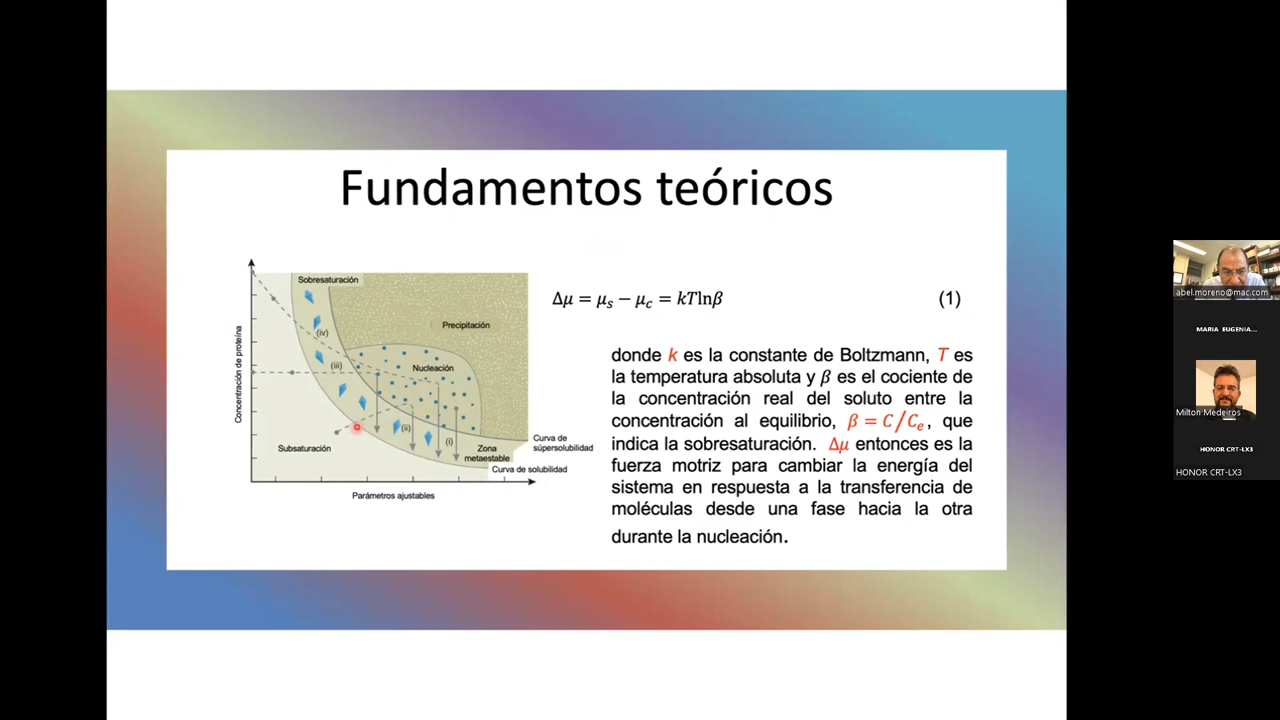 Fundamentos teóricos
Sobresaturación
Precipitación
(iv)
(iii)
Nucleación
(ii)
(i)
Subsaturación
Zona
metaestable
Curva de
súpersolubilidad
Curva de solubilidad
Concentración de proteína
Parámetros ajustables
Δμ = μs − μc = kTlnβ (1)
donde k es la constante de Boltzmann, T es
la temperatura absoluta y β es el cociente de
la concentración real del soluto entre la
concentración al equilibrio, β = C/Ce, que
indica la sobresaturación. Δμ entonces es la
fuerza motriz para cambiar la energía del
sistema en respuesta a la transferencia de
moléculas desde una fase hacia la otra
durante la nucleación.
abel.moreno@mac.com
MARIA EUGENIA...
Milton Medeiros
HONOR CRT-LX3
HONOR CRT-LX3